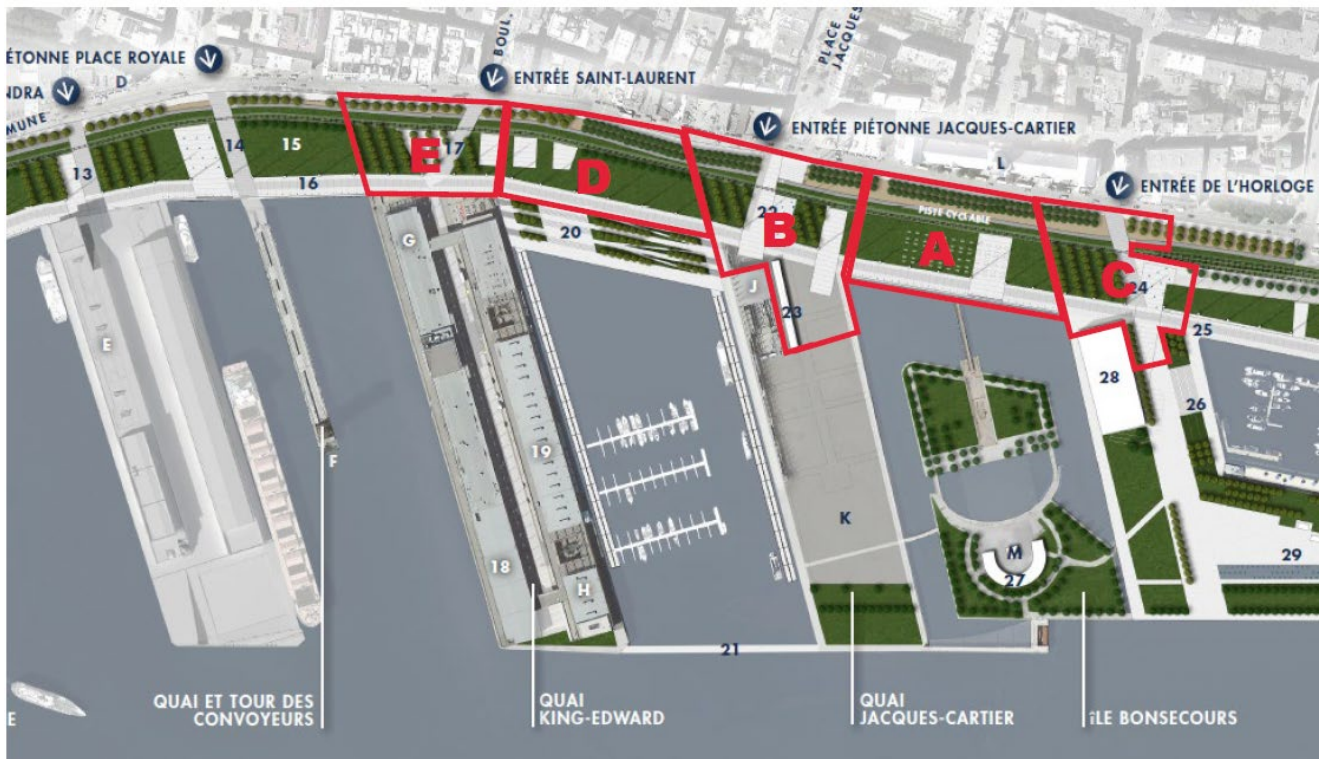 ÉTONNE PLACE ROYALE
BOUL.
PLACE
JACQUES
NDRA
D
ENTRÉE SAINT-LAURENT
MMUNE
ENTRÉE PIÉTONNE JACQUES-CARTIER
L
ENTRÉE DE L'HORLOGE
13
14
15
16
E
17
D
22
B
PISTE CYCLABLE
A
C
24
25
G
20
J
23
E
28
26
F
19
K
18
H
M
27
29
21
QUAI ET TOUR DES
CONVOYEURS
QUAI
KING-EDWARD
QUAI
JACQUES-CARTIER
ÎLE BONSECOURS
E